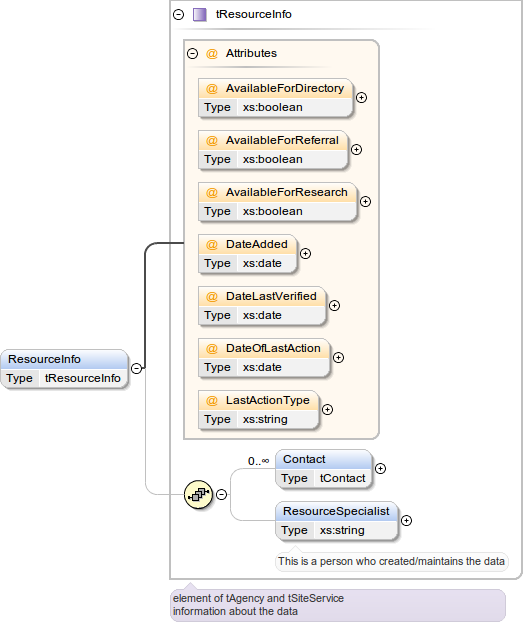 tResourceInfo
@ Attributes
@ AvailableForDirectory
Type xs:boolean
@ AvailableForReferral
Type xs:boolean
@ AvailableForResearch
Type xs:boolean
@ DateAdded
Type xs:date
@ DateLastVerified
Type xs:date
@ DateOfLastAction
Type xs:date
@ LastActionType
Type xs:string
ResourceInfo
Type tResourceInfo
0..∞
Contact
Type tContact
ResourceSpecialist
Type xs:string
This is a person who created/maintains the data
element of tAgency and tSiteService
information about the data